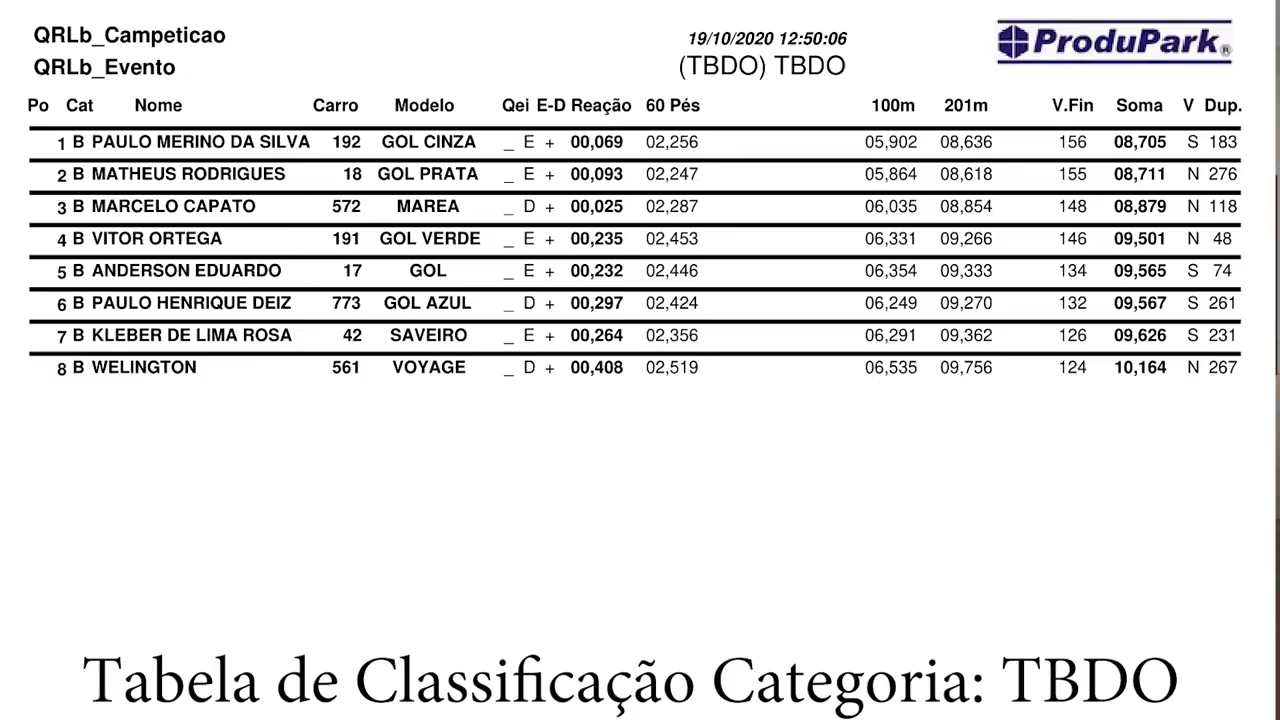 QRLb_Campeticao
19/10/2020 12:50:06
ProduPark®
QRLb_Evento
(TBDO) TBDO
Po Cat Nome Carro Modelo Qei E-D Reação 60 Pés 100m 201m V.Fin Soma V Dup.
1 B PAULO MERINO DA SILVA 192 GOL CINZA _ E + 00,069 02,256 05,902 08,636 156 08,705 S 183
2 B MATHEUS RODRIGUES 18 GOL PRATA _ E + 00,093 02,247 05,864 08,618 155 08,711 N 276
3 B MARCELO CAPATO 572 MAREA _ D + 00,025 02,287 06,035 08,854 148 08,879 N 118
4 B VITOR ORTEGA 191 GOL VERDE _ E + 00,235 02,453 06,331 09,266 146 09,501 N 48
5 B ANDERSON EDUARDO 17 GOL _ E + 00,232 02,446 06,354 09,333 134 09,565 S 74
6 B PAULO HENRIQUE DEIZ 773 GOL AZUL _ D + 00,297 02,424 06,249 09,270 132 09,567 S 261
7 B KLEBER DE LIMA ROSA 42 SAVEIRO _ E + 00,264 02,356 06,291 09,362 126 09,626 S 231
8 B WELINGTON 561 VOYAGE _ D + 00,408 02,519 06,535 09,756 124 10,164 N 267
Tabela de Classificação Categoria: TBDO